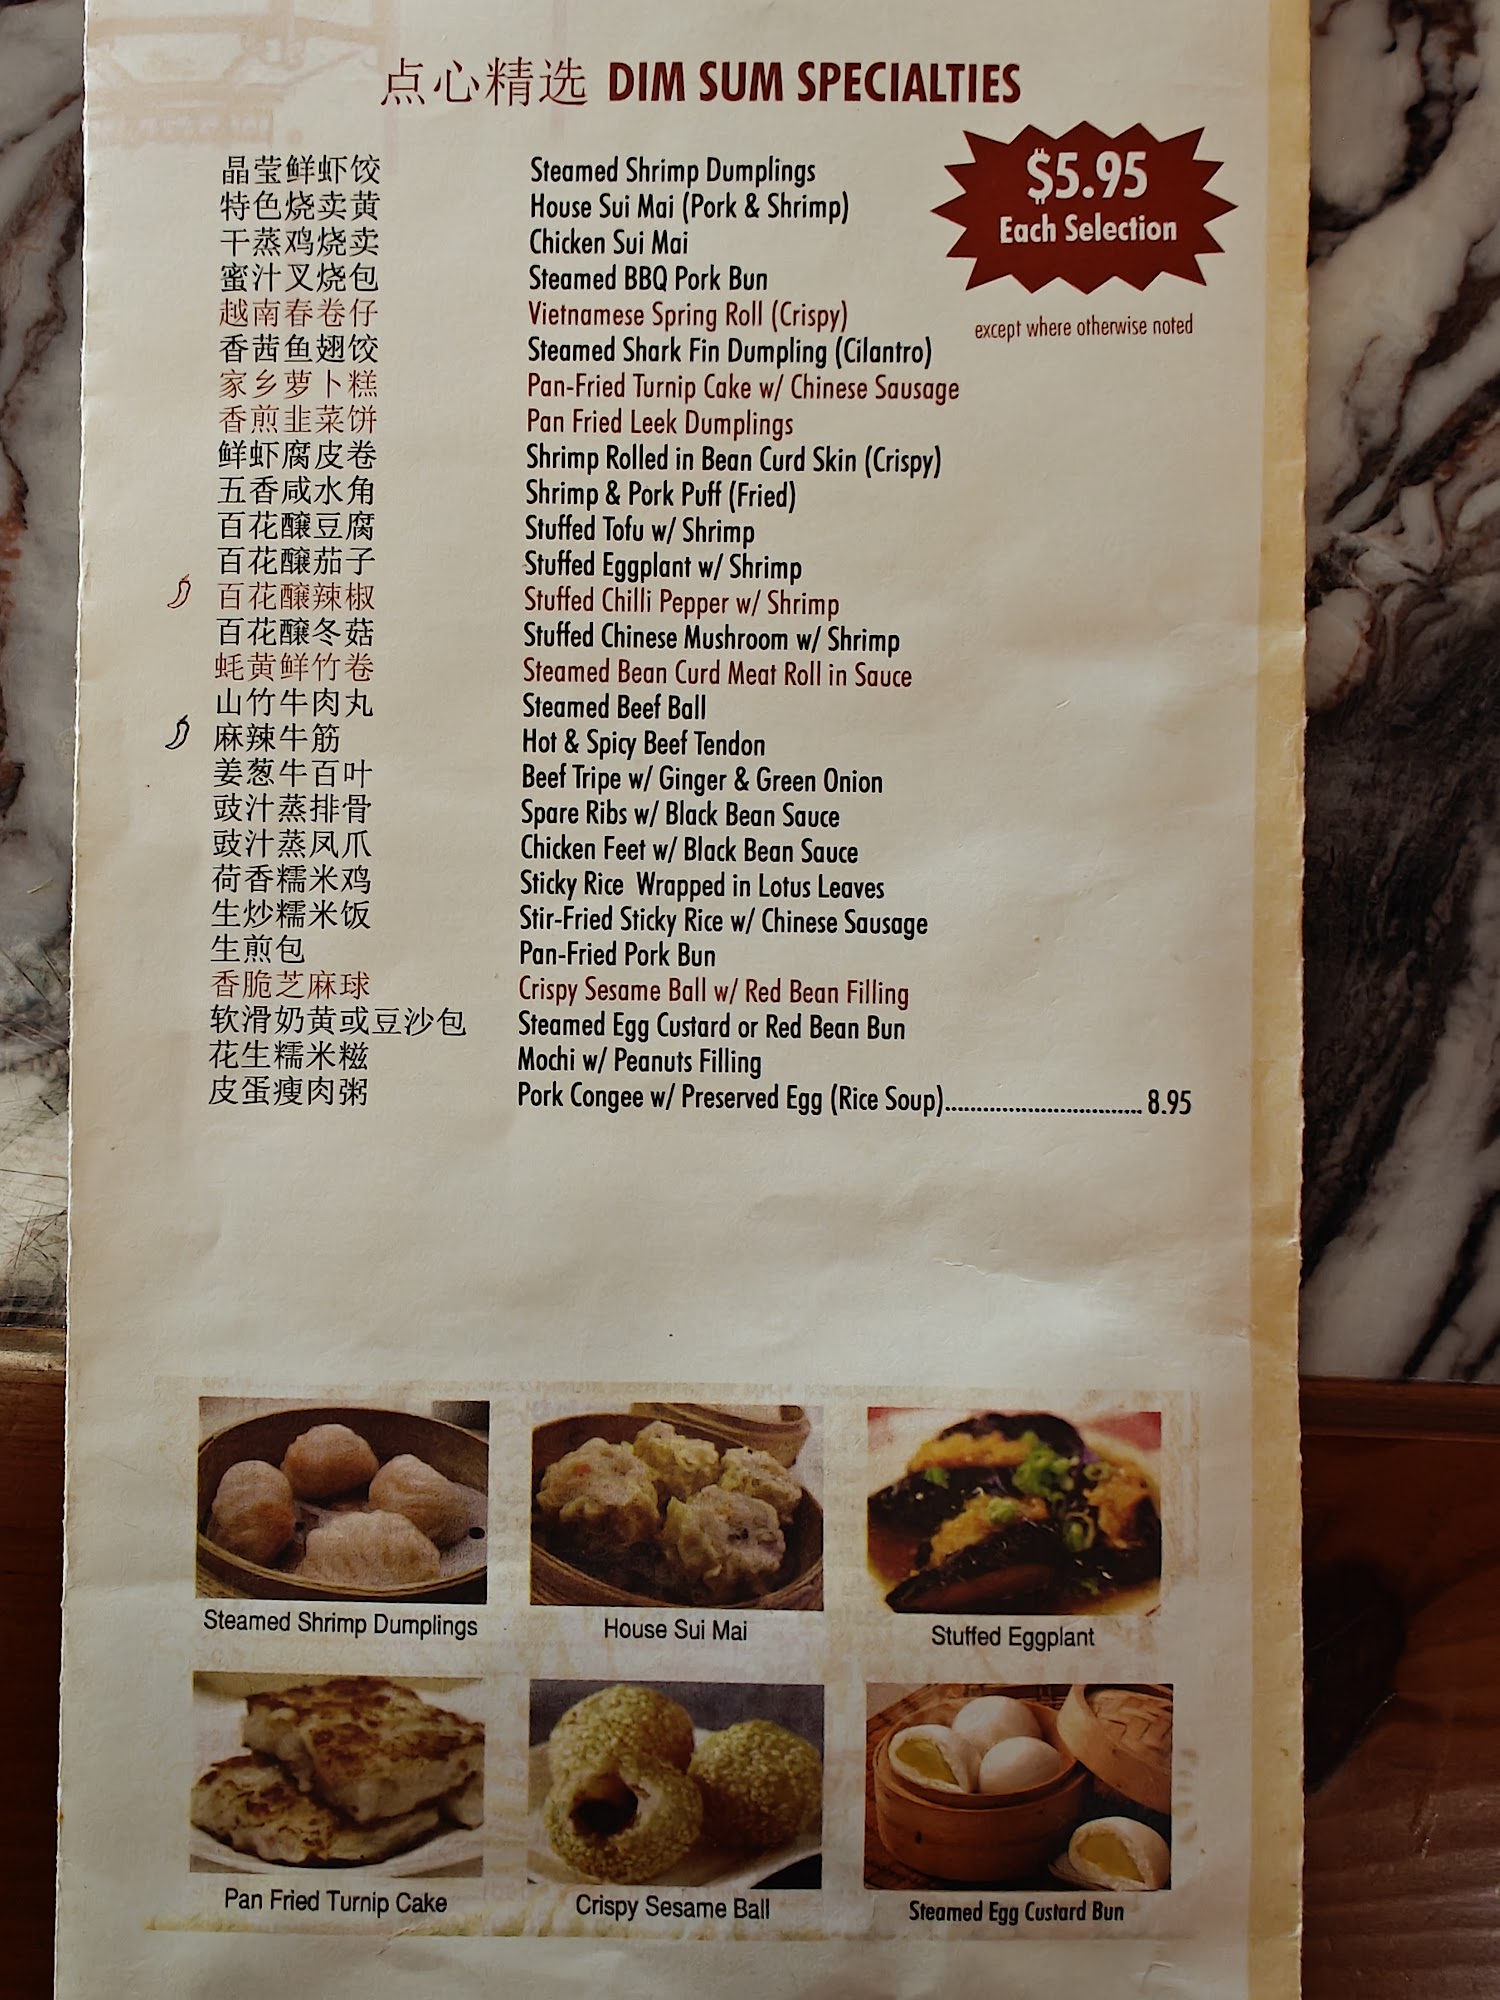 点心精选 DIM SUM SPECIALTIES
$5.95
Each Selection
except where otherwise noted
晶莹鲜虾饺 Steamed Shrimp Dumplings
特色烧卖黄 House Sui Mai (Pork & Shrimp)
干蒸鸡烧卖 Chicken Sui Mai
蜜汁叉烧包 Steamed BBQ Pork Bun
越南春卷仔 Vietnamese Spring Roll (Crispy)
香茜鱼翅饺 Steamed Shark Fin Dumpling (Cilantro)
家乡萝卜糕 Pan-Fried Turnip Cake w/ Chinese Sausage
香煎韭菜饼 Pan Fried Leek Dumplings
鲜虾腐皮卷 Shrimp Rolled in Bean Curd Skin (Crispy)
五香咸水角 Shrimp & Pork Puff (Fried)
百花釀豆腐 Stuffed Tofu w/ Shrimp
百花釀茄子 Stuffed Eggplant w/ Shrimp
百花釀辣椒 Stuffed Chilli Pepper w/ Shrimp
百花釀冬菇 Stuffed Chinese Mushroom w/ Shrimp
蚝黄鲜竹卷 Steamed Bean Curd Meat Roll in Sauce
山竹牛肉丸 Steamed Beef Ball
麻辣牛筋 Hot & Spicy Beef Tendon
姜葱牛百叶 Beef Tripe w/ Ginger & Green Onion
豉汁蒸排骨 Spare Ribs w/ Black Bean Sauce
豉汁蒸凤爪 Chicken Feet w/ Black Bean Sauce
荷香糯米鸡 Sticky Rice Wrapped in Lotus Leaves
生炒糯米饭 Stir-Fried Sticky Rice w/ Chinese Sausage
生煎包 Pan-Fried Pork Bun
香脆芝麻球 Crispy Sesame Ball w/ Red Bean Filling
软滑奶黄或豆沙包 Steamed Egg Custard or Red Bean Bun
花生糯米糍 Mochi w/ Peanuts Filling
皮蛋瘦肉粥 Pork Congee w/ Preserved Egg (Rice Soup)............................... 8.95
Steamed Shrimp Dumplings
House Sui Mai
Stuffed Eggplant
Pan Fried Turnip Cake
Crispy Sesame Ball
Steamed Egg Custard Bun